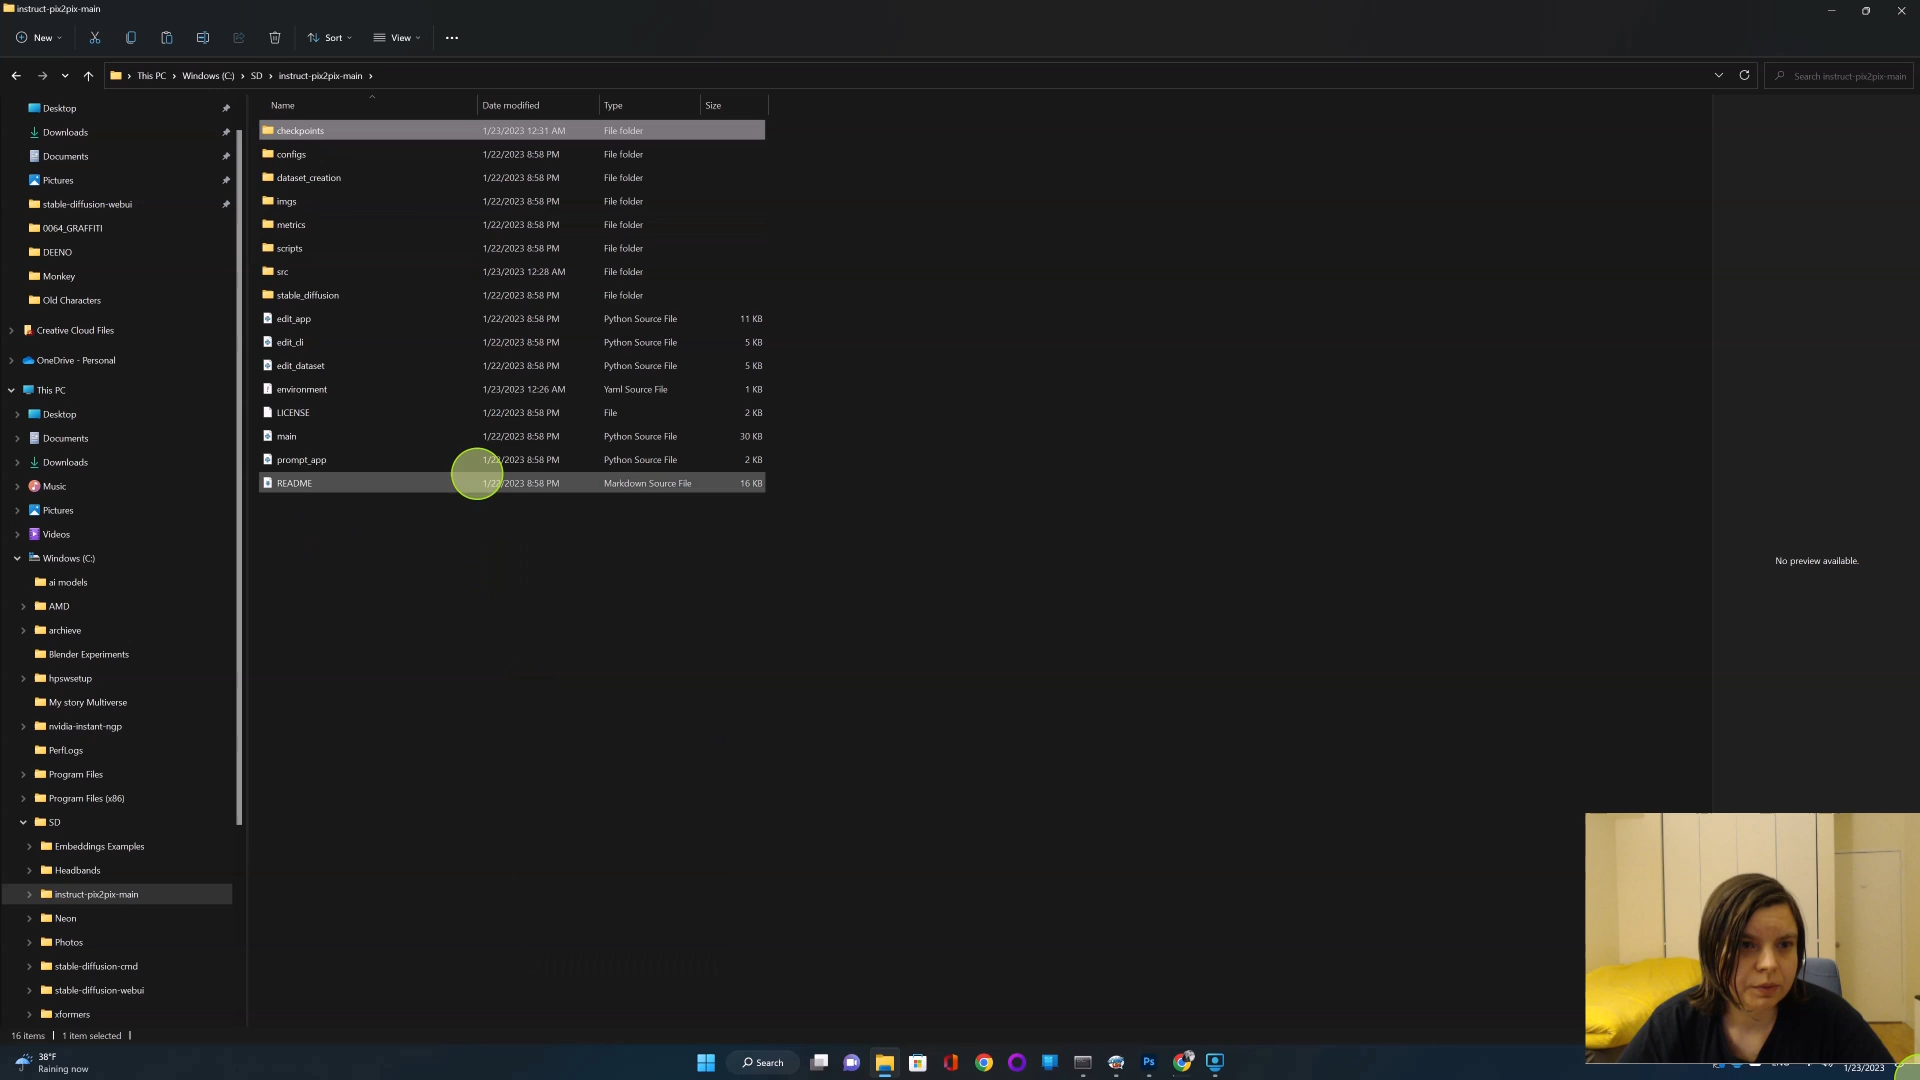 instruct-pix2pix-main
New
Sort
View
This PC > Windows (C:) > SD > instruct-pix2pix-main >
Search instruct-pix2pix-main
Name Date modified Type Size
checkpoints 1/23/2023 12:31 AM File folder
configs 1/22/2023 8:58 PM File folder
dataset_creation 1/22/2023 8:58 PM File folder
imgs 1/22/2023 8:58 PM File folder
metrics 1/22/2023 8:58 PM File folder
scripts 1/22/2023 8:58 PM File folder
src 1/23/2023 12:28 AM File folder
stable_diffusion 1/22/2023 8:58 PM File folder
edit_app 1/22/2023 8:58 PM Python Source File 11 KB
edit_cli 1/22/2023 8:58 PM Python Source File 5 KB
edit_dataset 1/22/2023 8:58 PM Python Source File 5 KB
environment 1/23/2023 12:26 AM Yaml Source File 1 KB
LICENSE 1/22/2023 8:58 PM File 2 KB
main 1/22/2023 8:58 PM Python Source File 30 KB
prompt_app 1/22/2023 8:58 PM Python Source File 2 KB
README 1/22/2023 8:58 PM Markdown Source File 16 KB
Desktop
Downloads
Documents
Pictures
stable-diffusion-webui
0064_GRAFFITI
DEENO
Monkey
Old Characters
Creative Cloud Files
OneDrive - Personal
This PC
Desktop
Documents
Downloads
Music
Pictures
Videos
Windows (C:)
ai models
AMD
archieve
Blender Experiments
hpswsetup
My story Multiverse
nvidia-instant-ngp
PerfLogs
Program Files
Program Files (x86)
SD
Embeddings Examples
Headbands
instruct-pix2pix-main
Neon
Photos
stable-diffusion-cmd
stable-diffusion-webui
xformers
No preview available.
16 items 1 item selected
38°F
Raining now
Search
Ps
1/23/2023